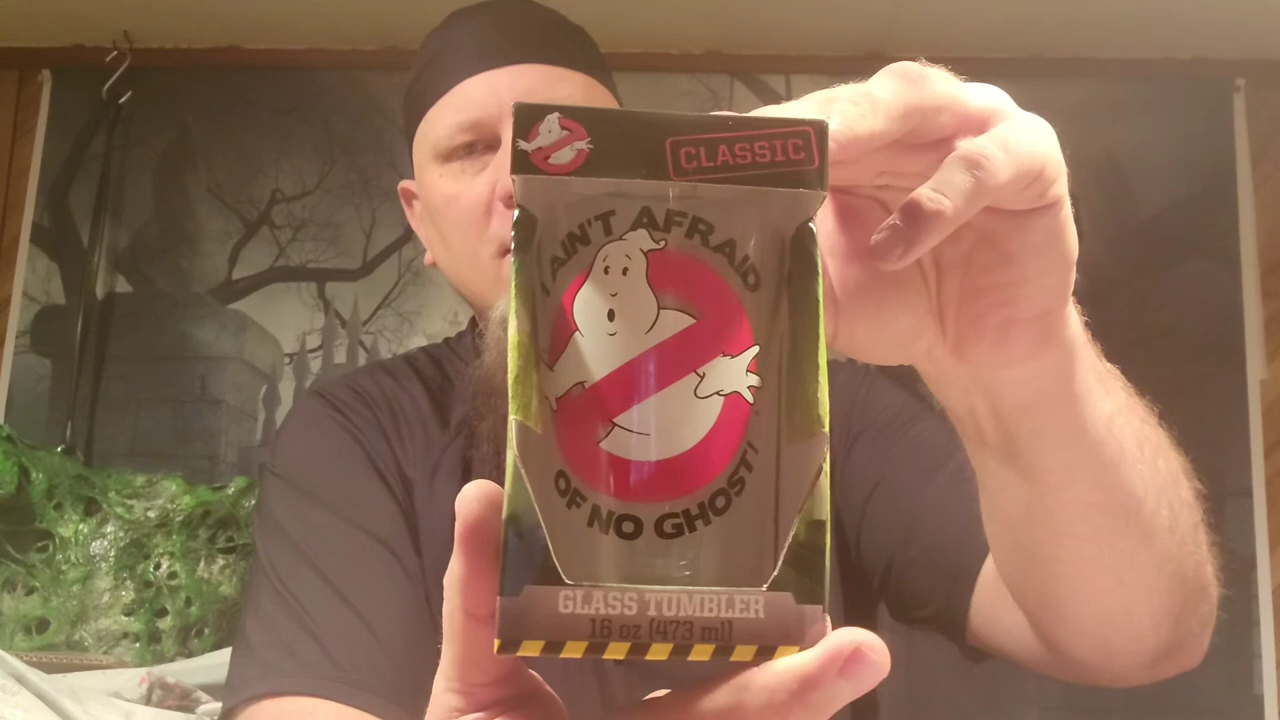 CLASSIC
I AIN'T AFRAID
OF NO GHOST!
GLASS TUMBLER
16 oz (473 ml)